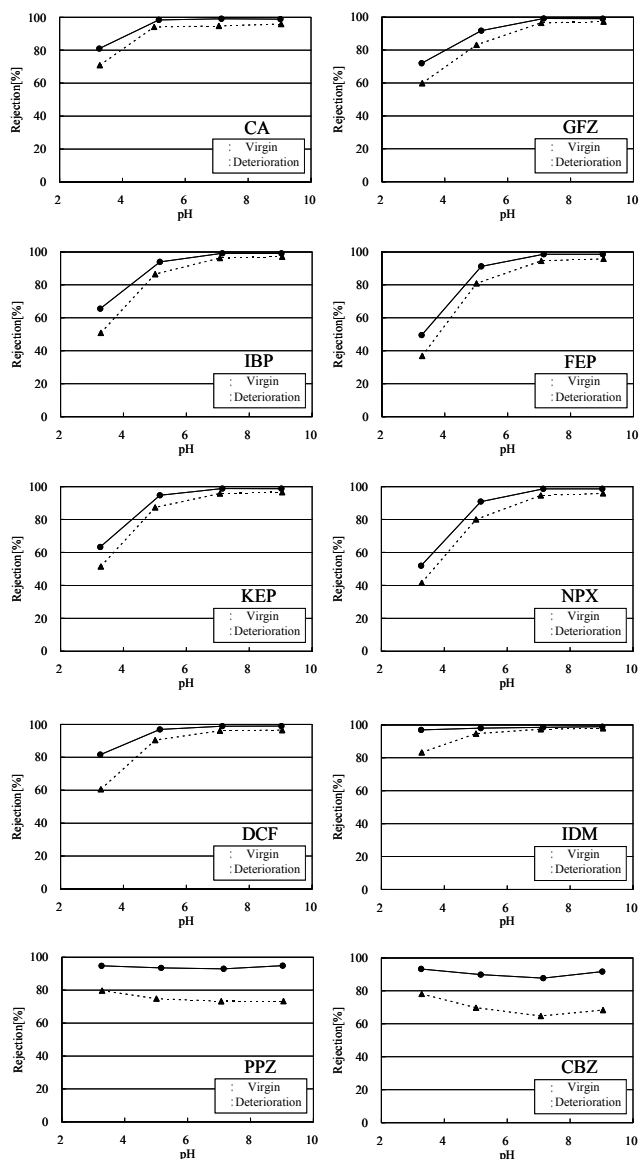 100
80
60
40
20
0
Rejection[%]
CA
: Virgin
: Deterioration
2 4 6 8 10
pH
100
80
60
40
20
0
Rejection[%]
GFZ
: Virgin
: Deterioration
2 4 6 8 10
pH
100
80
60
40
20
0
Rejection[%]
IBP
: Virgin
:Deterioration
2 4 6 8 10
pH
100
80
60
40
20
0
Rejection[%]
FEP
: Virgin
:Deterioration
2 4 6 8 10
pH
100
80
60
40
20
0
Rejection[%]
KEP
: Virgin
:Deterioration
2 4 6 8 10
pH
100
80
60
40
20
0
Rejection[%]
NPX
: Virgin
:Deterioration
2 4 6 8 10
pH
100
80
60
40
20
0
Rejection[%]
DCF
: Virgin
:Deterioration
2 4 6 8 10
pH
100
80
60
40
20
0
Rejection[%]
IDM
: Virgin
:Deterioration
2 4 6 8 10
pH
100
80
60
40
20
0
Rejection[%]
PPZ
: Virgin
:Deterioration
2 4 6 8 10
pH
100
80
60
40
20
0
Rejection[%]
CBZ
: Virgin
:Deterioration
2 4 6 8 10
pH